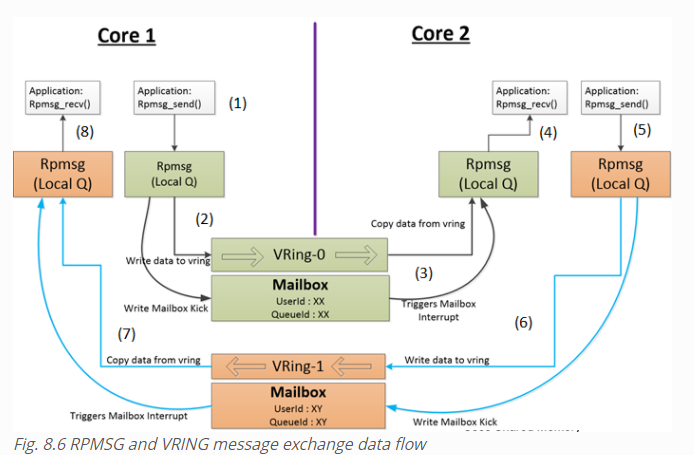 Core 1
Core 2
Application:
Rpmsg_recv()
Application:
Rpmsg_send()
(1)
Application:
Rpmsg_recv()
Application:
Rpmsg_send()
(8)
(4)
(5)
Rpmsg
(Local Q)
Rpmsg
(Local Q)
Rpmsg
(Local Q)
Rpmsg
(Local Q)
(2)
Copy data from vring
Write data to vring
VRing-0
(3)
Mailbox
UserId : XX
QueueId : XX
Write Mailbox Kick
Triggers Mailbox
Interrupt
(6)
(7)
Copy data from vring
VRing-1
Write data to vring
Mailbox
UserId : XY
QueueId : XY
Triggers Mailbox Interrupt
Write Mailbox Kick
Fig. 8.6 RPMSG and VRING message exchange data flow